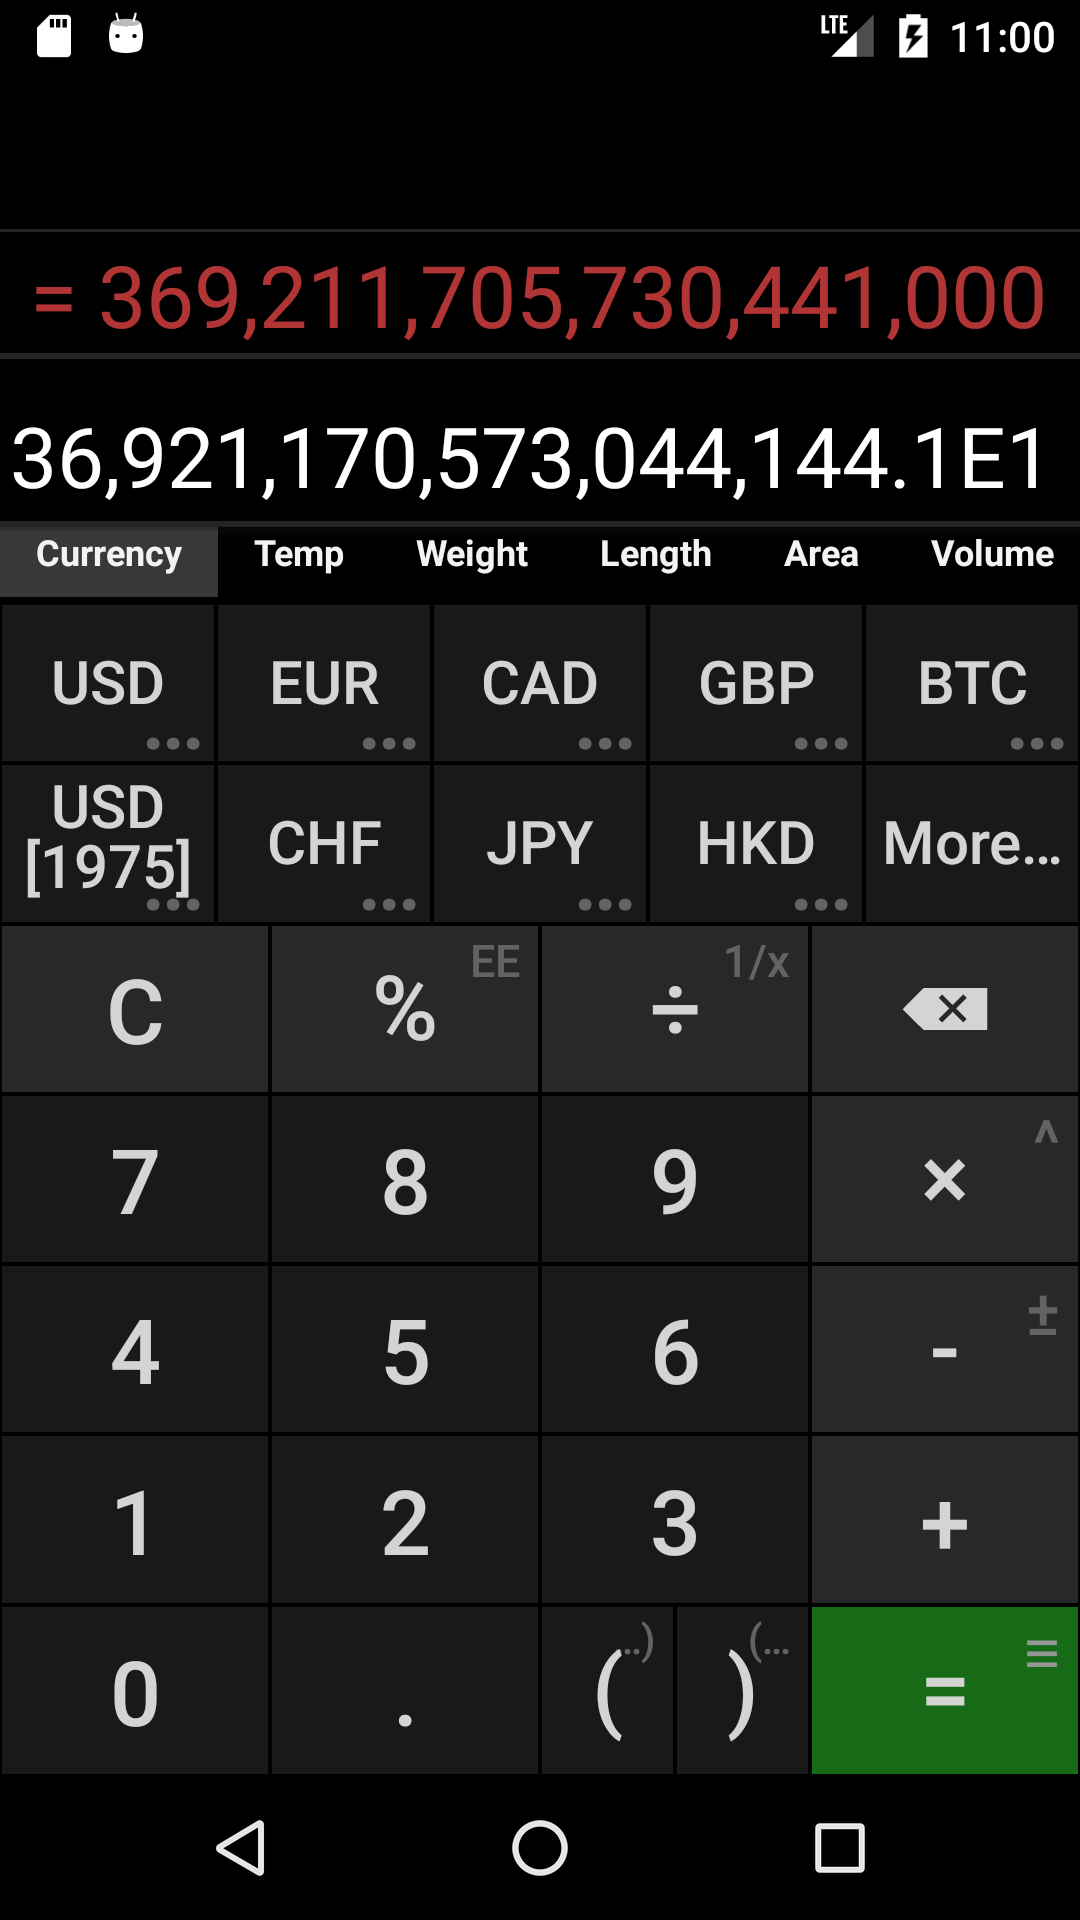 LTE 11:00
= 369,211,705,730,441,000
36,921,170,573,044,144.1E1
Currency Temp Weight Length Area Volume
USD EUR CAD GBP BTC
USD [1975] CHF JPY HKD More...
C % EE ÷ 1/x
7 8 9 × ^
4 5 6 - ±
1 2 3 +
0 . ( ..) ) (... =